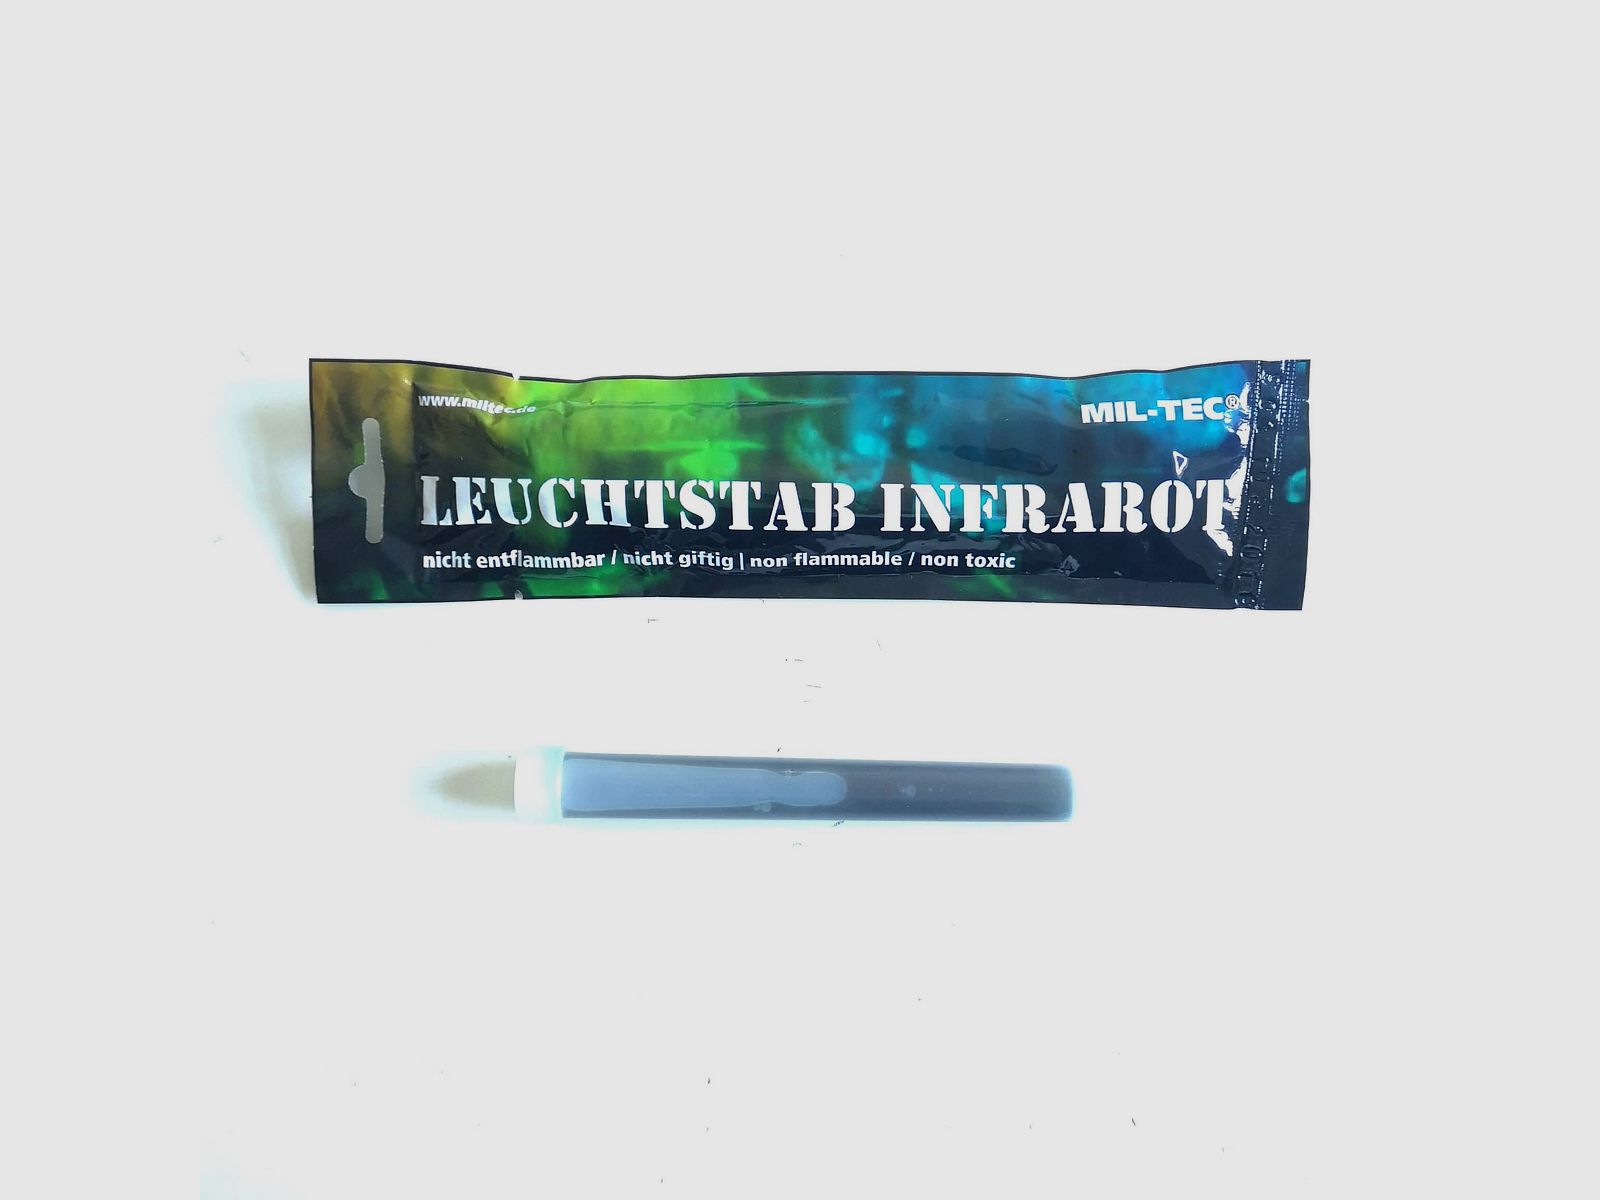 www.miltec.de
MIL-TEC®
LEUCHTSTAB INFRAROT
nicht entflammbar / nicht giftig | non flammable / non toxic